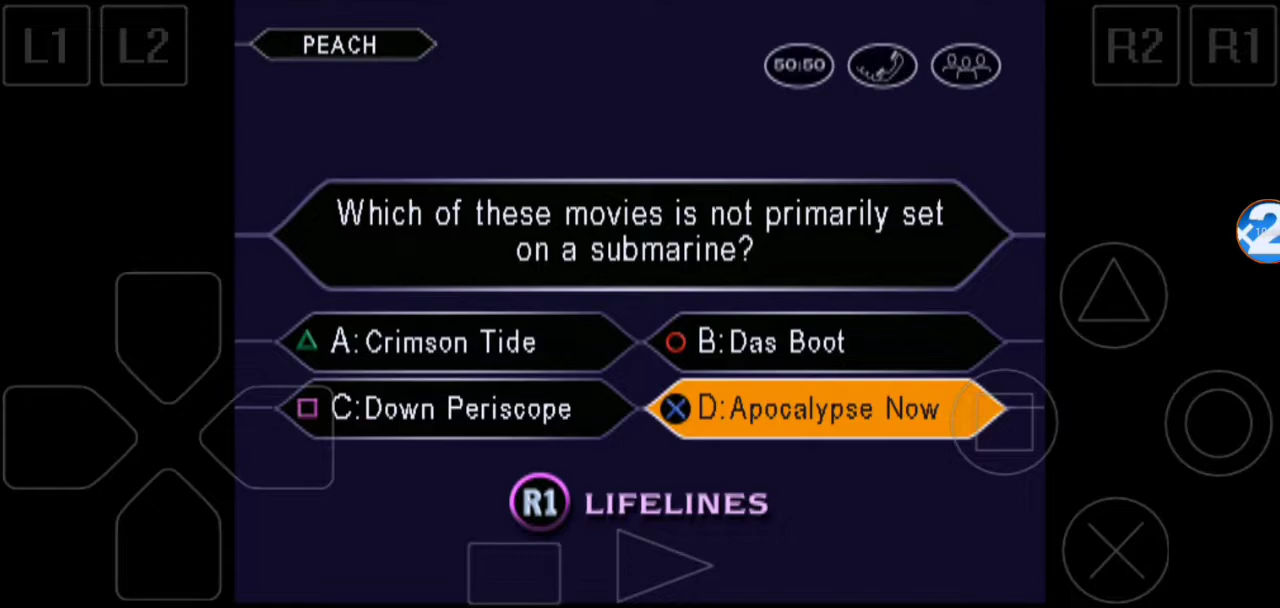 L1 L2 R2 R1
PEACH
50:50
Which of these movies is not primarily set
on a submarine?
A: Crimson Tide
B: Das Boot
C: Down Periscope
D: Apocalypse Now
R1 LIFELINES
2